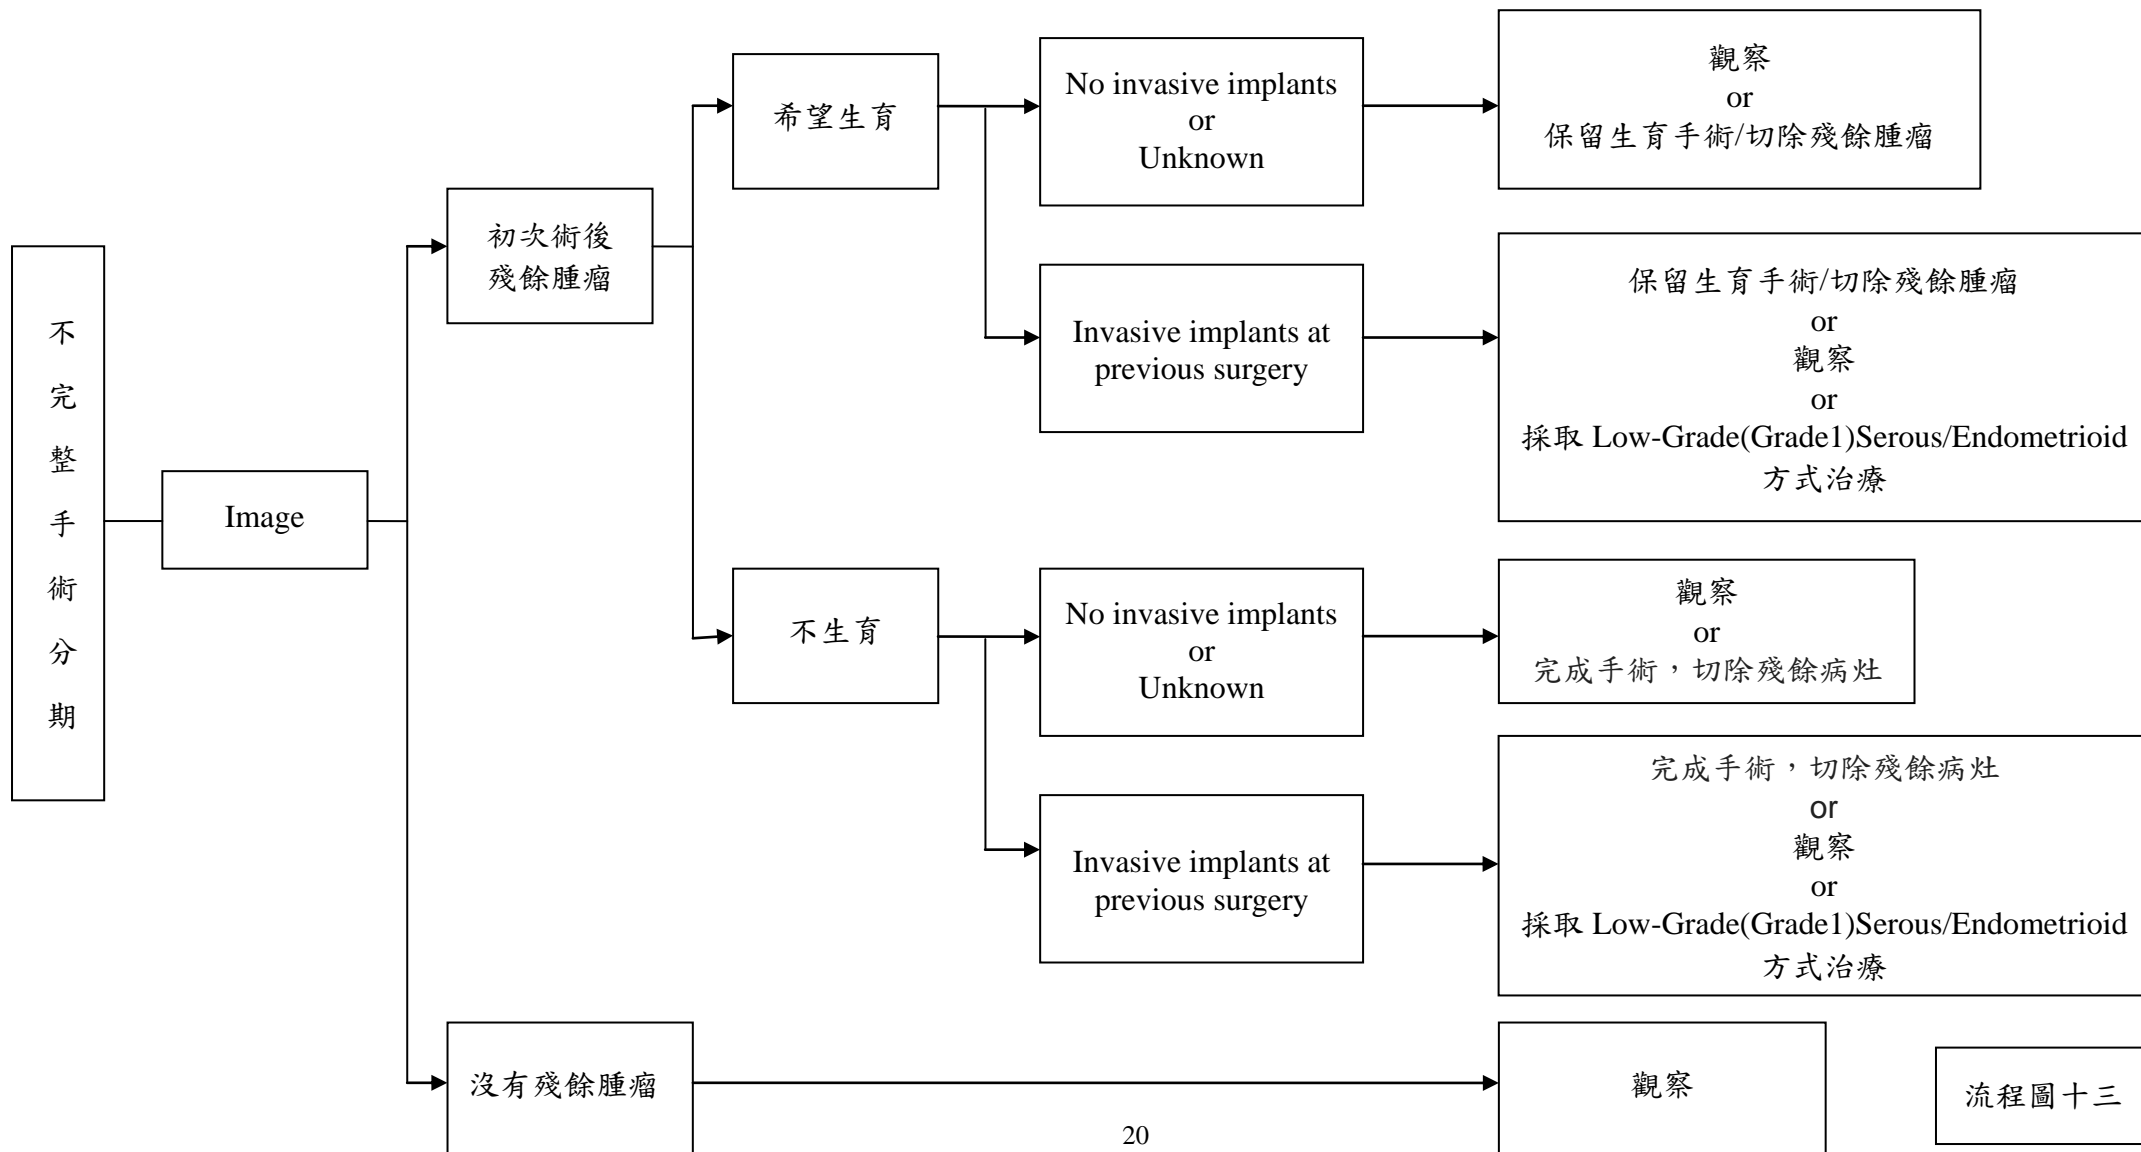 不
完
整
手
術
分
期
Image
初次術後
殘餘腫瘤
希望生育
No invasive implants
or
Unknown
觀察
or
保留生育手術/切除殘餘腫瘤
Invasive implants at
previous surgery
保留生育手術/切除殘餘腫瘤
or
觀察
or
採取 Low-Grade(Grade1)Serous/Endometrioid
方式治療
不生育
No invasive implants
or
Unknown
觀察
or
完成手術，切除殘餘病灶
Invasive implants at
previous surgery
完成手術，切除殘餘病灶
or
觀察
or
採取 Low-Grade(Grade1)Serous/Endometrioid
方式治療
沒有殘餘腫瘤
觀察
流程圖十三
20